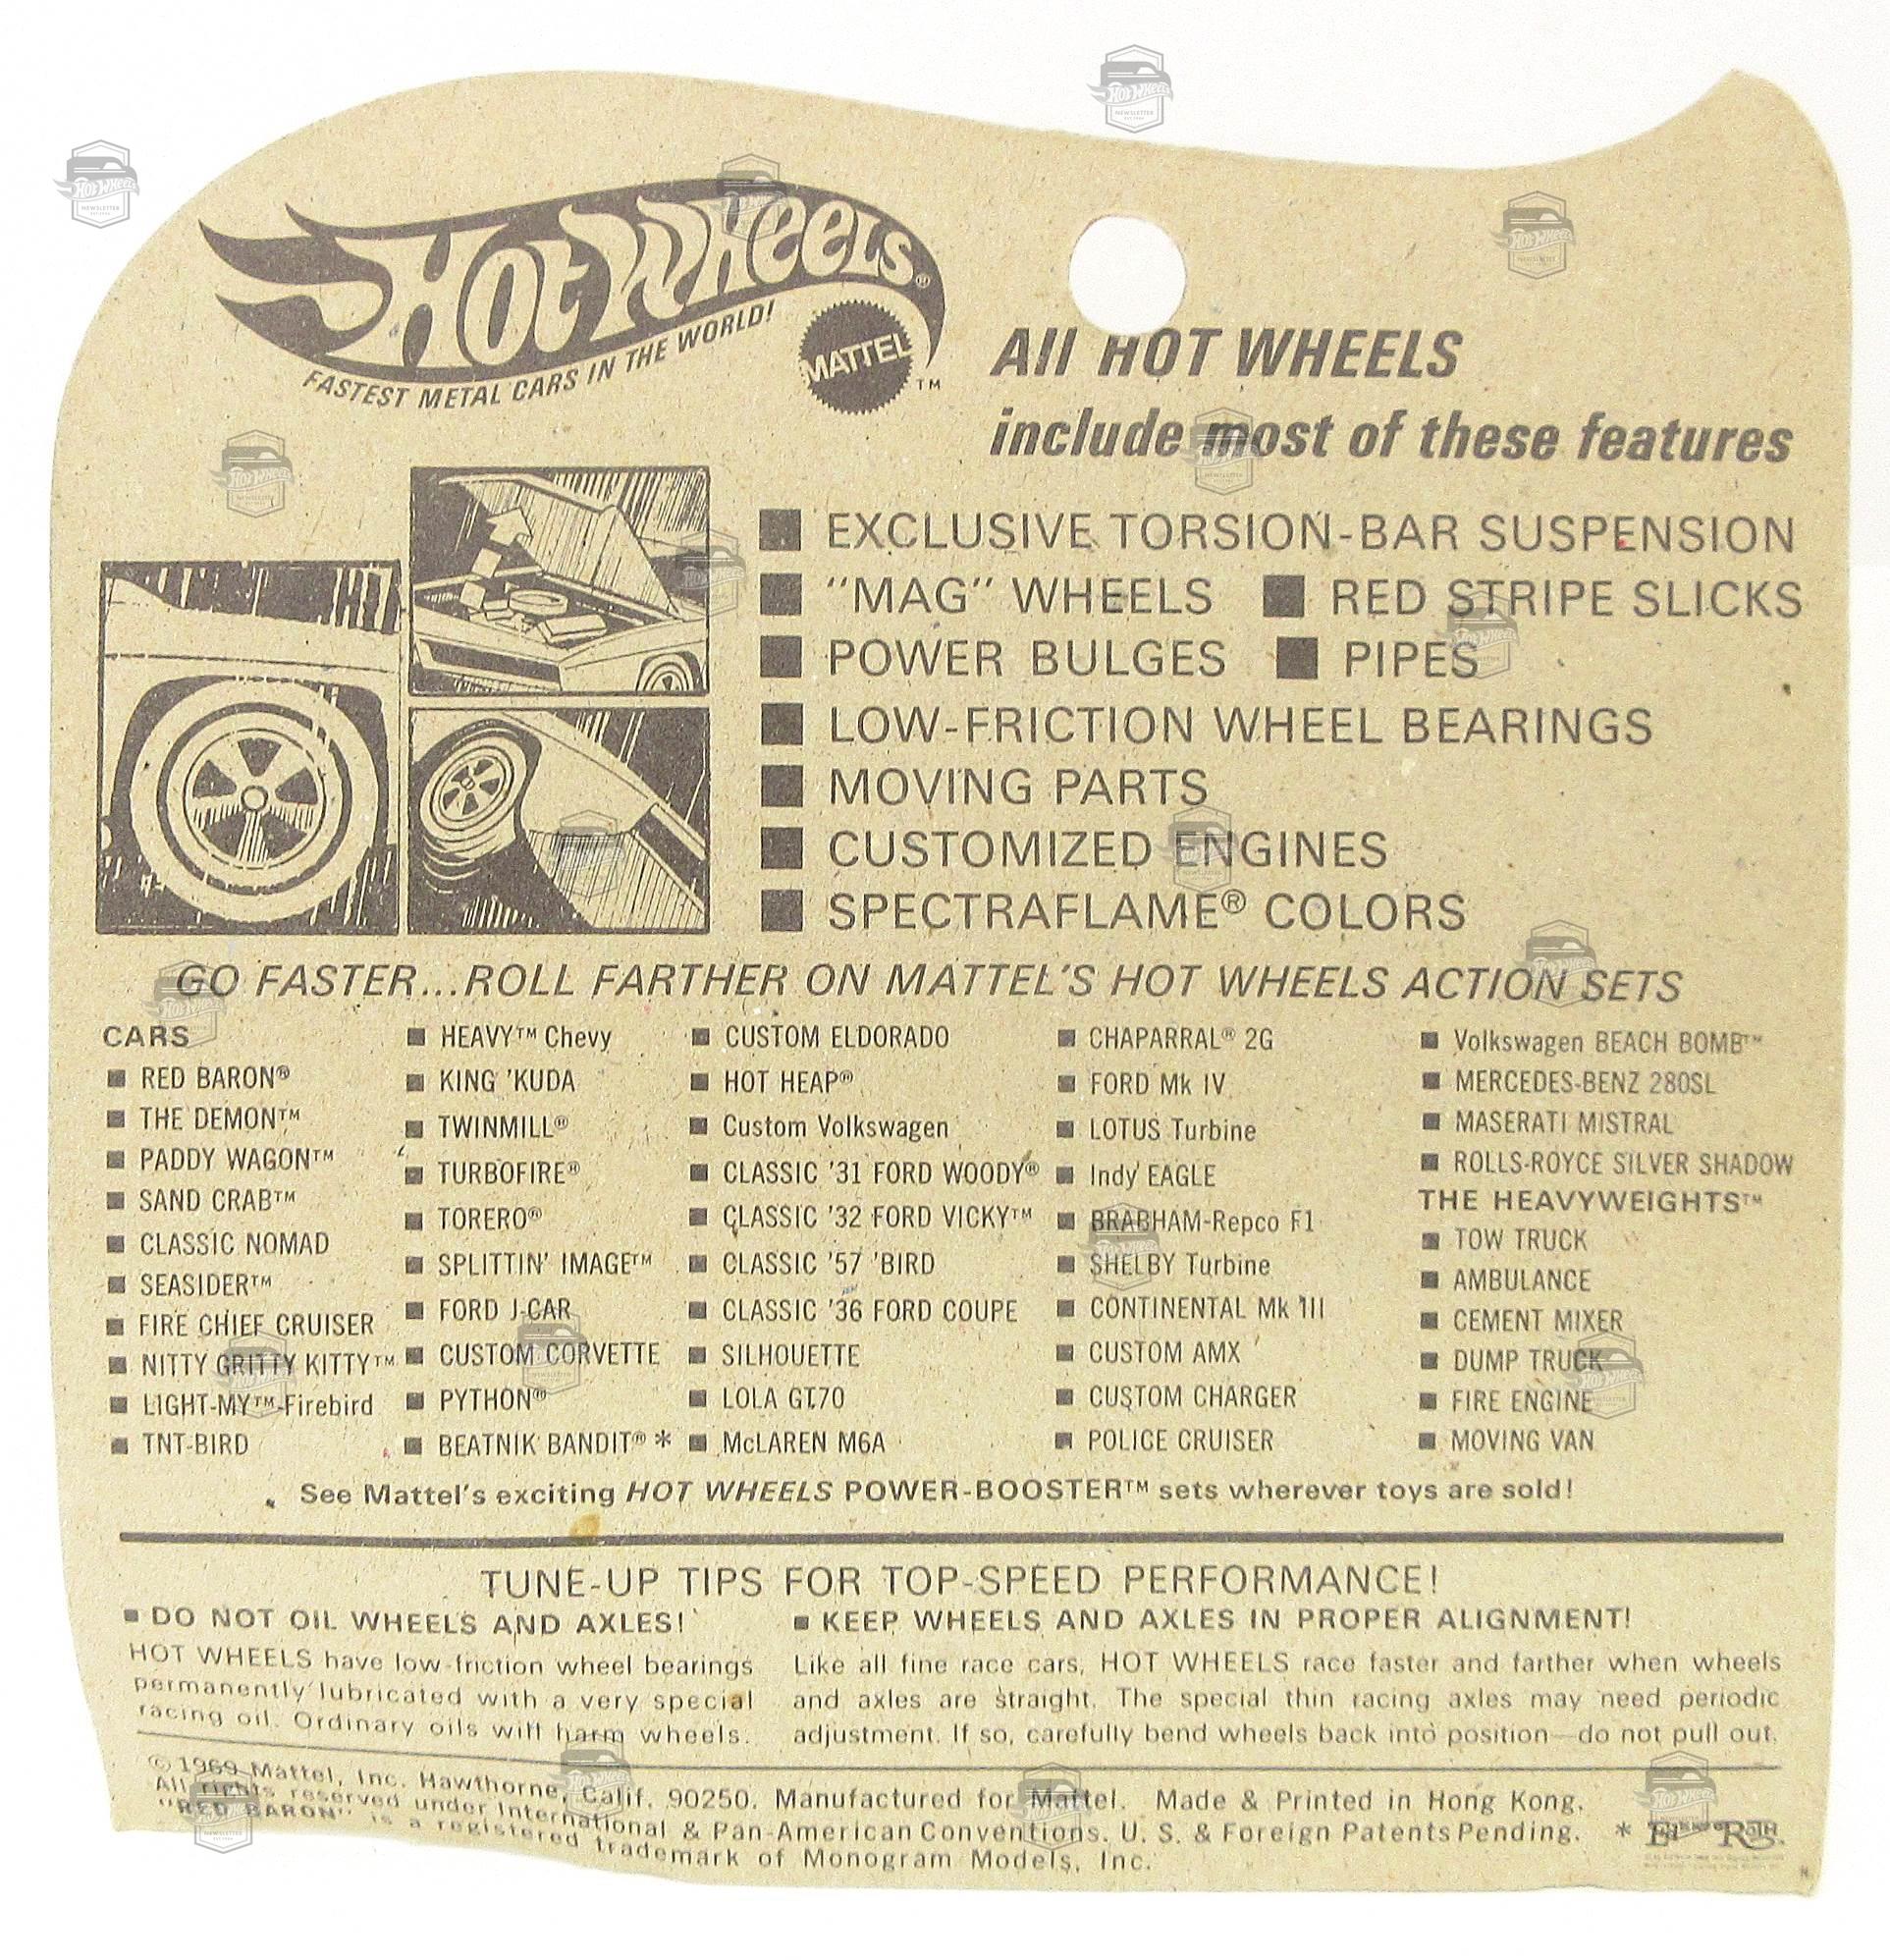 Hot Wheels®
FASTEST METAL CARS IN THE WORLD!
MATTEL™
All HOT WHEELS
include most of these features
■ EXCLUSIVE TORSION-BAR SUSPENSION
■ "MAG" WHEELS ■ RED STRIPE SLICKS
■ POWER BULGES ■ PIPES
■ LOW-FRICTION WHEEL BEARINGS
■ MOVING PARTS
■ CUSTOMIZED ENGINES
■ SPECTRAFLAME® COLORS
GO FASTER...ROLL FARTHER ON MATTEL'S HOT WHEELS ACTION SETS
CARS
■ RED BARON®
■ THE DEMON™
■ PADDY WAGON™
■ SAND CRAB™
■ CLASSIC NOMAD
■ SEASIDER™
■ FIRE CHIEF CRUISER
■ NITTY GRITTY KITTY™
■ LIGHT-MY™-Firebird
■ TNT-BIRD
■ HEAVY™ Chevy
■ KING 'KUDA
■ TWINMILL®
■ TURBOFIRE®
■ TORERO®
■ SPLITTIN' IMAGE™
■ FORD J-CAR
■ CUSTOM CORVETTE
■ PYTHON®
■ BEATNIK BANDIT® *
■ CUSTOM ELDORADO
■ HOT HEAP®
■ Custom Volkswagen
■ CLASSIC '31 FORD WOODY®
■ CLASSIC '32 FORD VICKY™
■ CLASSIC '57 'BIRD
■ CLASSIC '36 FORD COUPE
■ SILHOUETTE
■ LOLA GT.70
■ McLAREN M6A
■ CHAPARRAL® 2G
■ FORD Mk IV
■ LOTUS Turbine
■ Indy EAGLE
■ BRABHAM-Repco F1
■ SHELBY Turbine
■ CONTINENTAL Mk III
■ CUSTOM AMX
■ CUSTOM CHARGER
■ POLICE CRUISER
■ Volkswagen BEACH BOMB™
■ MERCEDES-BENZ 280SL
■ MASERATI MISTRAL
■ ROLLS-ROYCE SILVER SHADOW
THE HEAVYWEIGHTS™
■ TOW TRUCK
■ AMBULANCE
■ CEMENT MIXER
■ DUMP TRUCK
■ FIRE ENGINE
■ MOVING VAN
See Mattel's exciting HOT WHEELS POWER-BOOSTER™ sets wherever toys are sold!
TUNE-UP TIPS FOR TOP-SPEED PERFORMANCE!
■ DO NOT OIL WHEELS AND AXLES!
HOT WHEELS have low-friction wheel bearings
permanently lubricated with a very special
racing oil. Ordinary oils will harm wheels.
■ KEEP WHEELS AND AXLES IN PROPER ALIGNMENT!
Like all fine race cars, HOT WHEELS race faster and farther when wheels
and axles are straight. The special thin racing axles may need periodic
adjustment. If so, carefully bend wheels back into position—do not pull out.
©1969 Mattel, Inc. Hawthorne, Calif. 90250. Manufactured for Mattel. Made & Printed in Hong Kong.
All rights reserved under International & Pan-American Conventions. U. S. & Foreign Patents Pending.
"RED BARON" is a registered trademark of Monogram Models, Inc.
* Ed Roth
Hot Wheels
NEWSLETTER